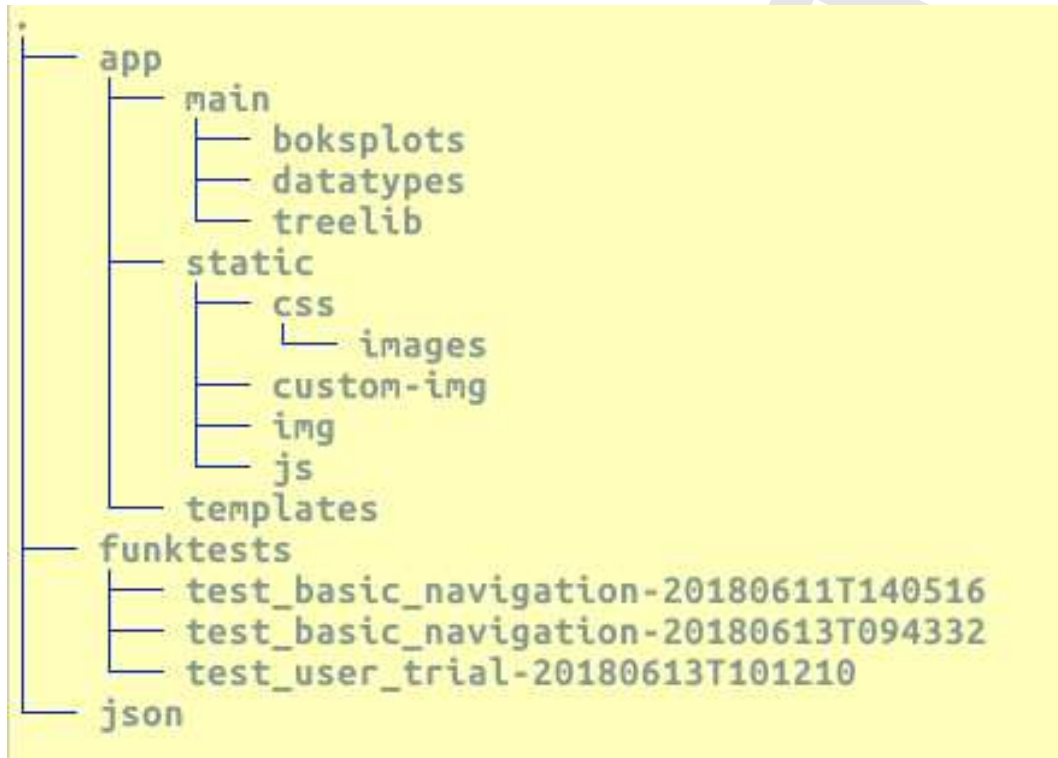 .
app
main
boksplots
datatypes
treelib
static
css
images
custom-img
img
js
templates
funktests
test_basic_navigation-20180611T140516
test_basic_navigation-20180613T094332
test_user_trial-20180613T101210
json